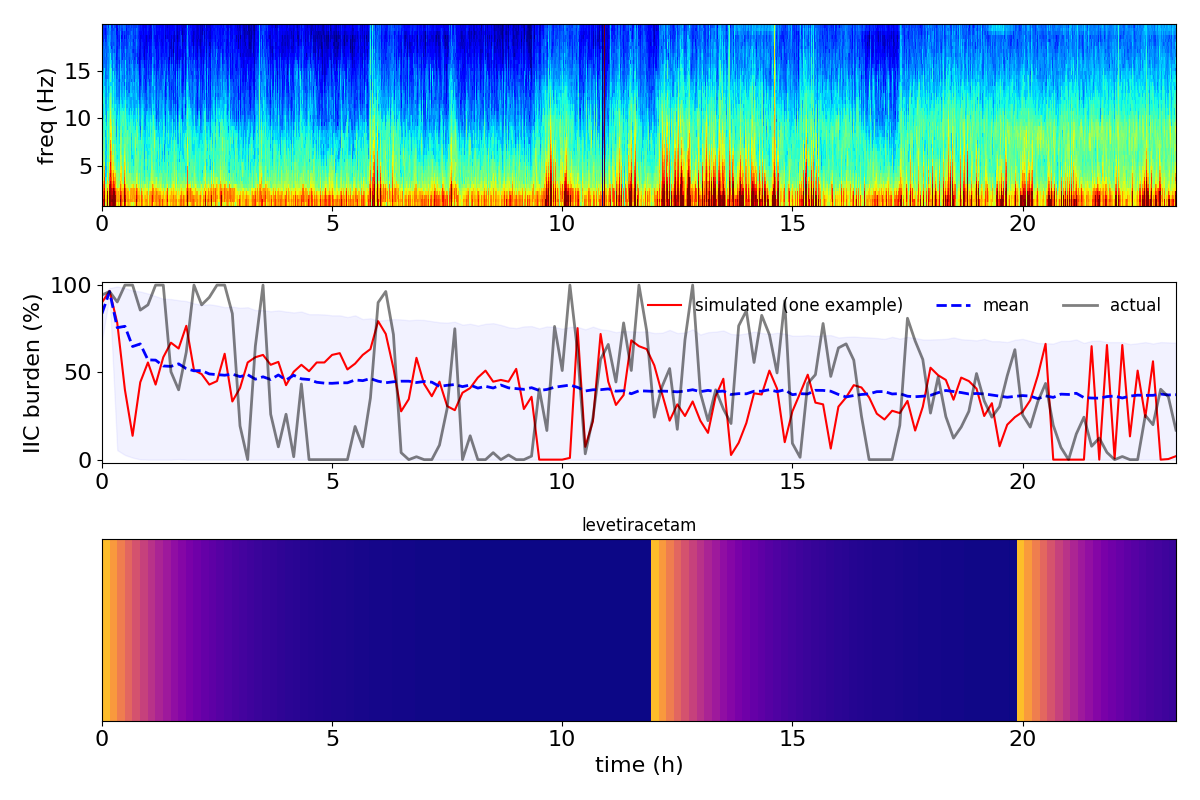 freq (Hz)
15
10
5
0 5 10 15 20
IIC burden (%)
100
50
0
simulated (one example) mean actual
0 5 10 15 20
levetiracetam
0 5 10 15 20
time (h)